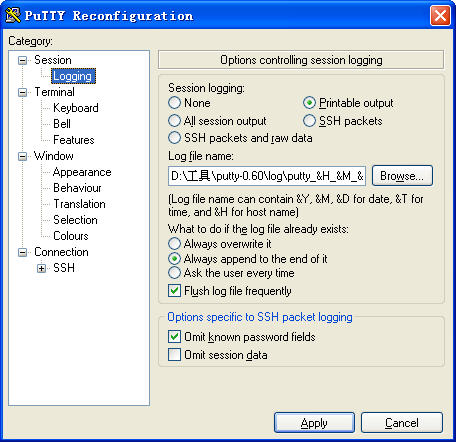 PuTTY Reconfiguration
Category:
Session
Logging
Terminal
Keyboard
Bell
Features
Window
Appearance
Behaviour
Translation
Selection
Colours
Connection
SSH
Options controlling session logging
Session logging:
None
Printable output
All session output
SSH packets
SSH packets and raw data
Log file name:
D:\工具\putty-0.60\log\putty_&H_&M_&
Browse...
(Log file name can contain &Y, &M, &D for date, &T for
time, and &H for host name)
What to do if the log file already exists:
Always overwrite it
Always append to the end of it
Ask the user every time
Flush log file frequently
Options specific to SSH packet logging
Omit known password fields
Omit session data
Apply
Cancel